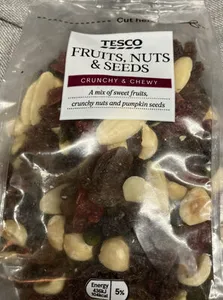 Cut here
TESCO
FRUITS, NUTS
& SEEDS
CRUNCHY & CHEWY
A mix of sweet fruits,
crunchy nuts and pumpkin seeds
Energy
5%